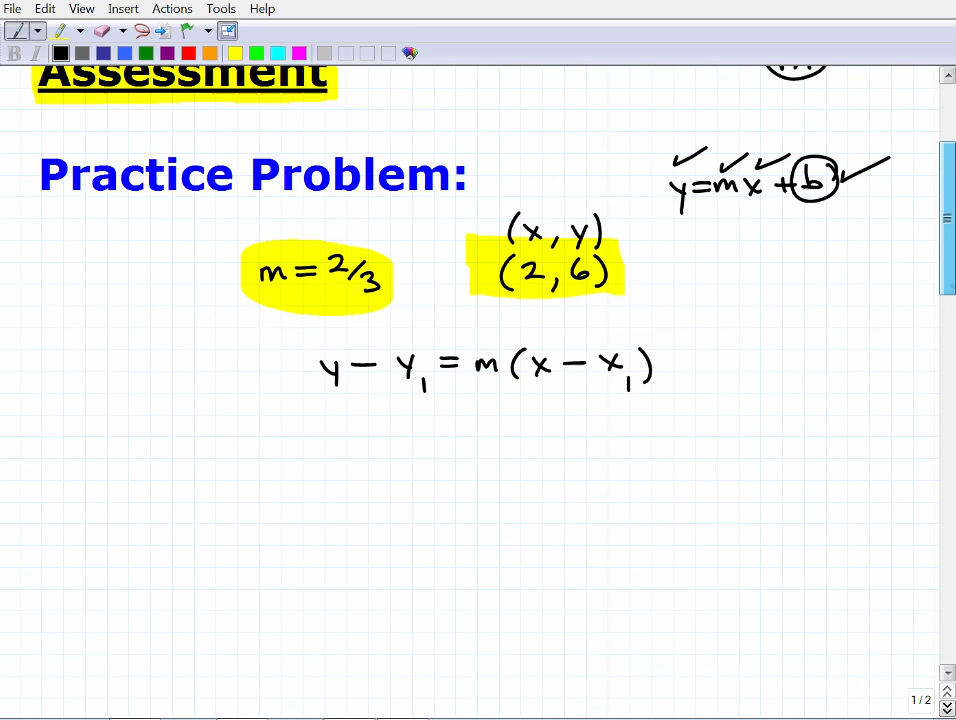 File Edit View Insert Actions Tools Help
B I
Assessment
Practice Problem:
y = mx + b
(x, y)
m = 2/3
(2, 6)
y - y₁ = m(x - x₁)
1 / 2